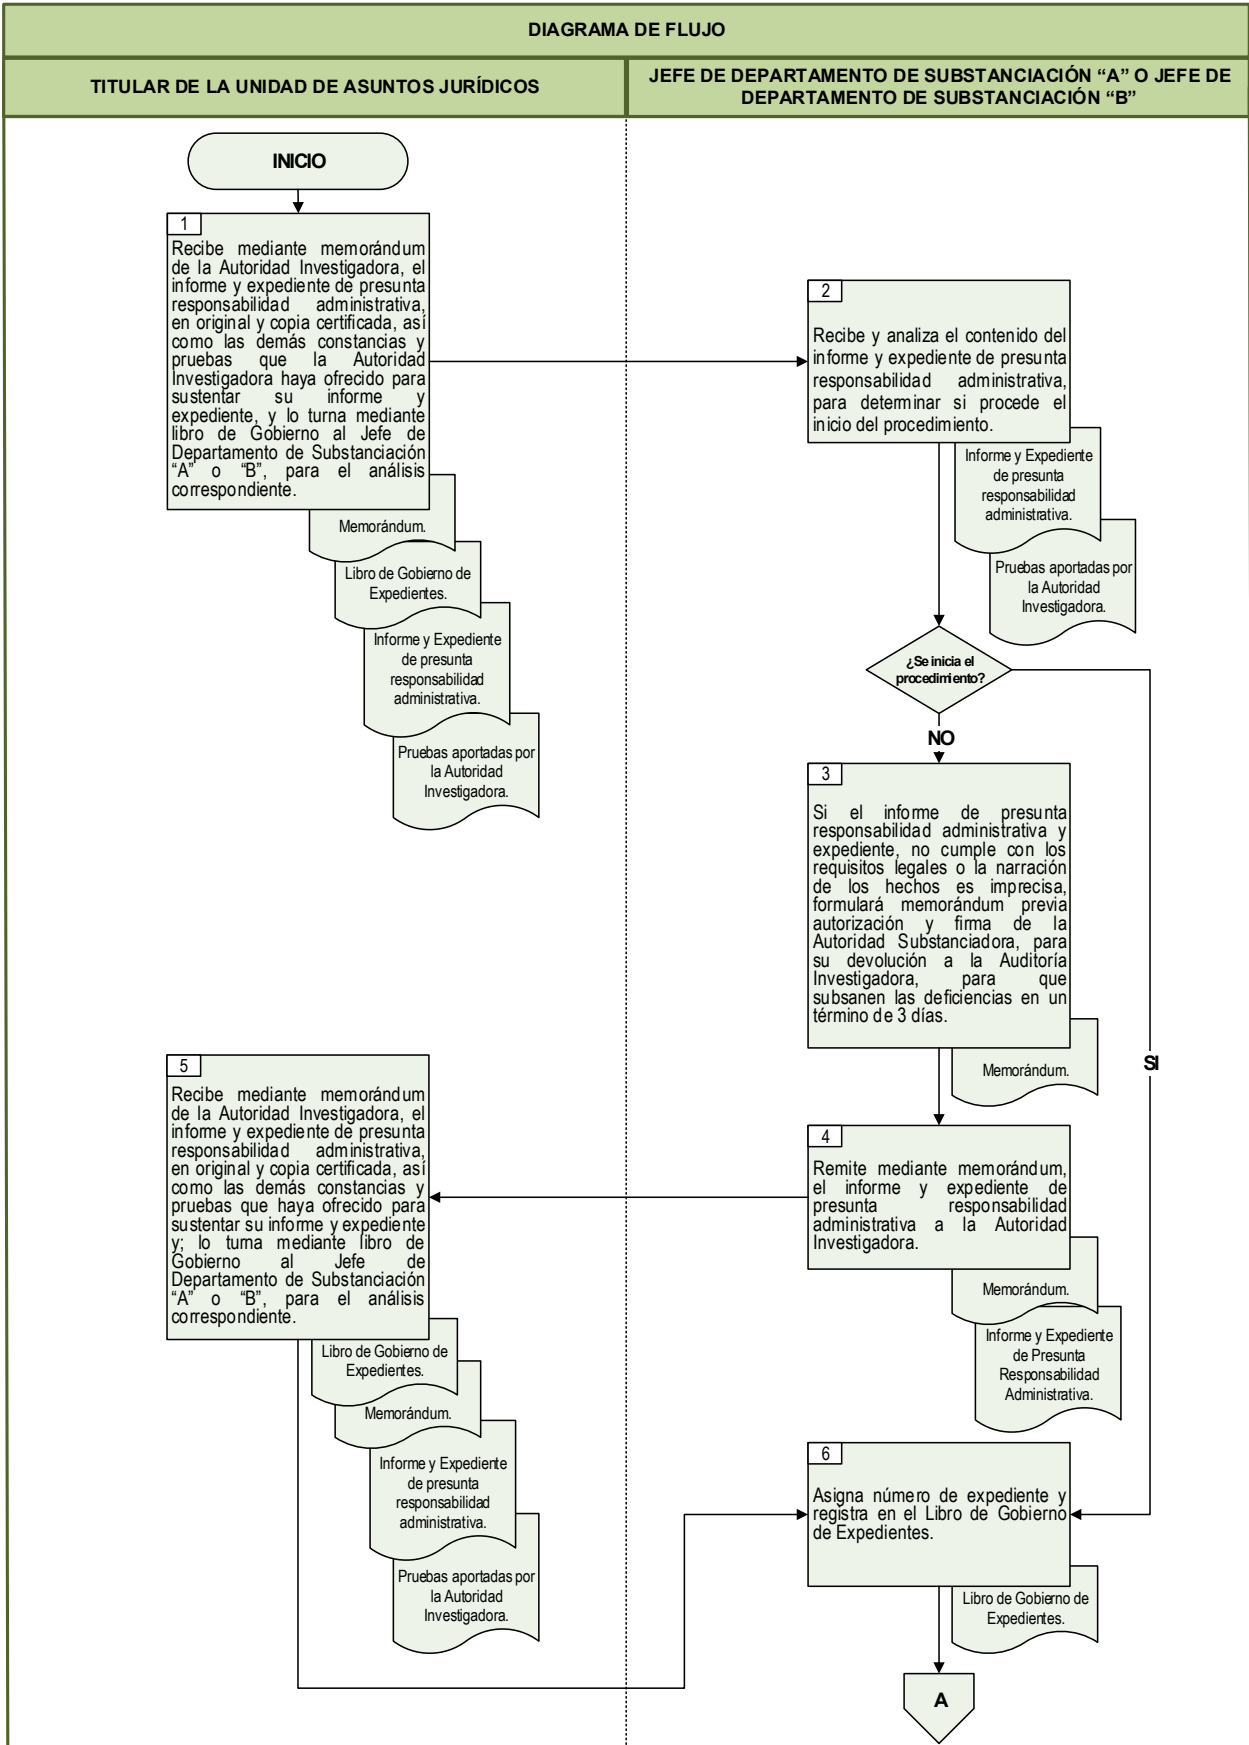 DIAGRAMA DE FLUJO
TITULAR DE LA UNIDAD DE ASUNTOS JURÍDICOS
JEFE DE DEPARTAMENTO DE SUBSTANCIACIÓN “A” O JEFE DE
DEPARTAMENTO DE SUBSTANCIACIÓN “B”
INICIO
1
Recibe mediante memorándum
de la Autoridad Investigadora, el
informe y expediente de presunta
responsabilidad administrativa,
en original y copia certificada, así
como las demás constancias y
pruebas que la Autoridad
Investigadora haya ofrecido para
sustentar su informe y
expediente, y lo turna mediante
libro de Gobierno al Jefe de
Departamento de Substanciación
“A” o “B”, para el análisis
correspondiente.
Memorándum.
Libro de Gobierno de
Expedientes.
Informe y Expediente
de presunta
responsabilidad
administrativa.
Pruebas aportadas por
la Autoridad
Investigadora.
2
Recibe y analiza el contenido del
informe y expediente de presunta
responsabilidad administrativa,
para determinar si procede el
inicio del procedimiento.
Informe y Expediente
de presunta
responsabilidad
administrativa.
Pruebas aportadas por
la Autoridad
Investigadora.
¿Se inicia el
procedimiento?
NO
SI
3
Si el informe de presunta
responsabilidad administrativa y
expediente, no cumple con los
requisitos legales o la narración
de los hechos es imprecisa,
formulará memorándum previa
autorización y firma de la
Autoridad Substanciadora, para
su devolución a la Auditoría
Investigadora, para que
subsanen las deficiencias en un
término de 3 días.
Memorándum.
4
Remite mediante memorándum,
el informe y expediente de
presunta responsabilidad
administrativa a la Autoridad
Investigadora.
Memorándum.
Informe y Expediente
de Presunta
Responsabilidad
Administrativa.
5
Recibe mediante memorándum
de la Autoridad Investigadora, el
informe y expediente de presunta
responsabilidad administrativa,
en original y copia certificada, así
como las demás constancias y
pruebas que haya ofrecido para
sustentar su informe y expediente
y; lo turna mediante libro de
Gobierno al Jefe de
Departamento de Substanciación
“A” o “B”, para el análisis
correspondiente.
Libro de Gobierno de
Expedientes.
Memorándum.
Informe y Expediente
de presunta
responsabilidad
administrativa.
Pruebas aportadas por
la Autoridad
Investigadora.
6
Asigna número de expediente y
registra en el Libro de Gobierno
de Expedientes.
Libro de Gobierno de
Expedientes.
A